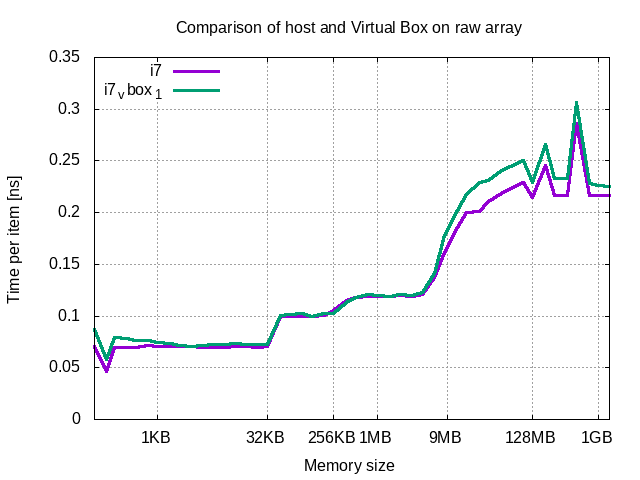 Comparison of host and Virtual Box on raw array
0.35
0.3
0.25
0.2
0.15
0.1
0.05
0
i7
i7vbox1
Time per item [ns]
1KB 32KB 256KB 1MB 9MB 128MB 1GB
Memory size